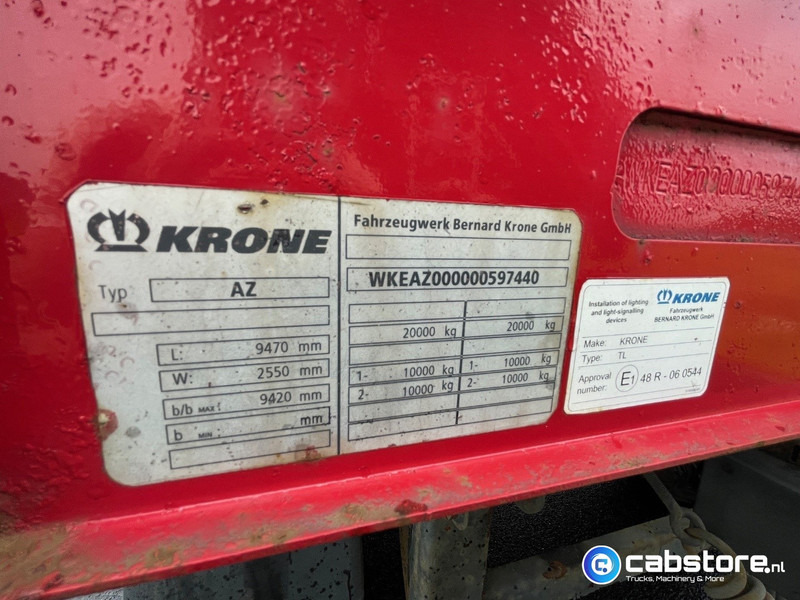 KRONE
Typ AZ
L: 9470 mm
W: 2550 mm
b/b MAX: 9420 mm
b MIN: mm
Fahrzeugwerk Bernard Krone GmbH
WKEAZ000000597440
20000 kg 20000 kg
1- 10000 kg 1- 10000 kg
2- 10000 kg 2- 10000 kg
WKEAZ0000005974
Installation of lighting
and light-signalling
devices
KRONE
Fahrzeugwerk
BERNARD KRONE GmbH
Make: KRONE
Type: TL
Approval
number: E1 48 R - 06 0544
cabstore.nl
Trucks, Machinery & More